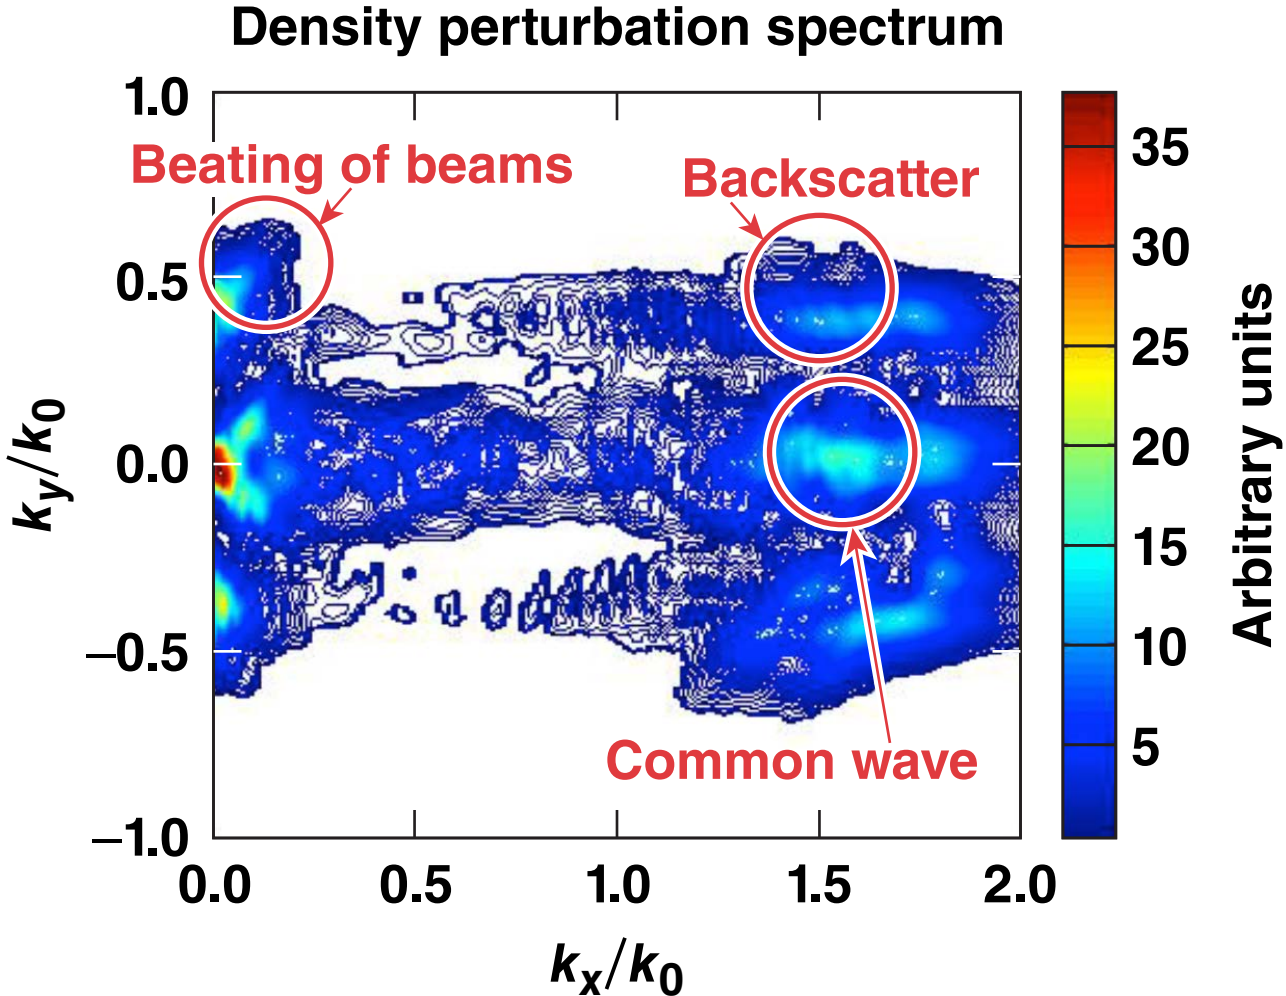 Density perturbation spectrum
1.0
0.5
0.0
−0.5
−1.0
ky/k0
Beating of beams
Backscatter
Common wave
0.0 0.5 1.0 1.5 2.0
kx/k0
35
30
25
20
15
10
5
Arbitrary units